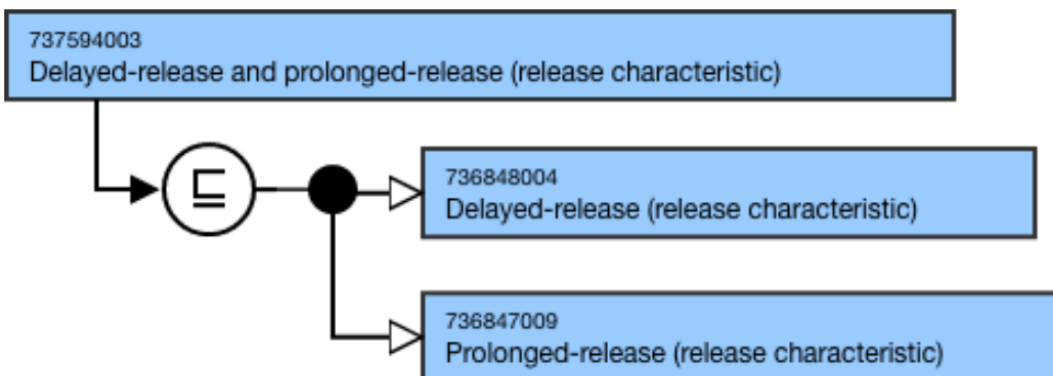 737594003
Delayed-release and prolonged-release (release characteristic)
⊑
736848004
Delayed-release (release characteristic)
736847009
Prolonged-release (release characteristic)